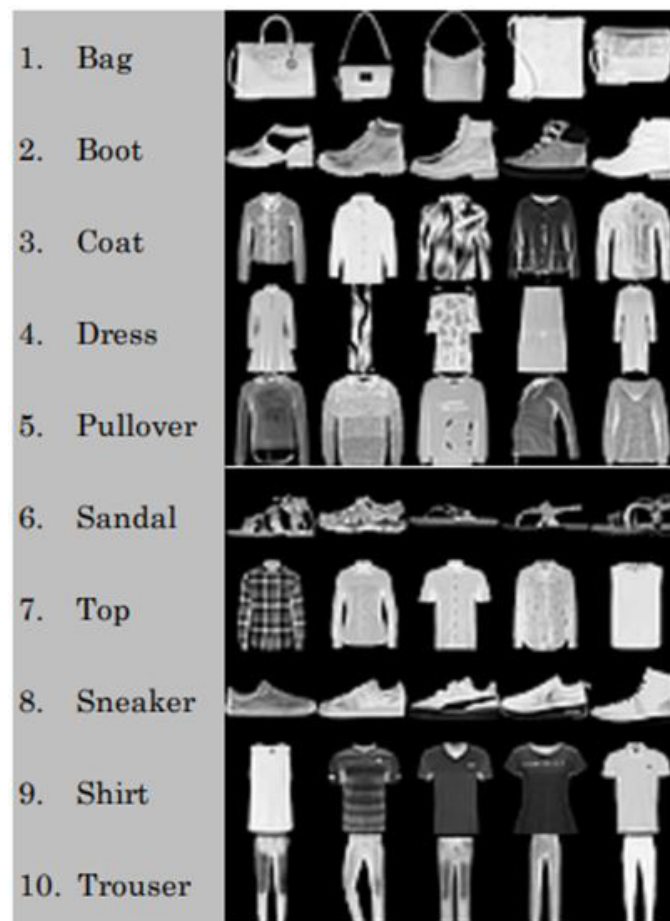 1. Bag
2. Boot
3. Coat
4. Dress
5. Pullover
6. Sandal
7. Top
8. Sneaker
9. Shirt
10. Trouser